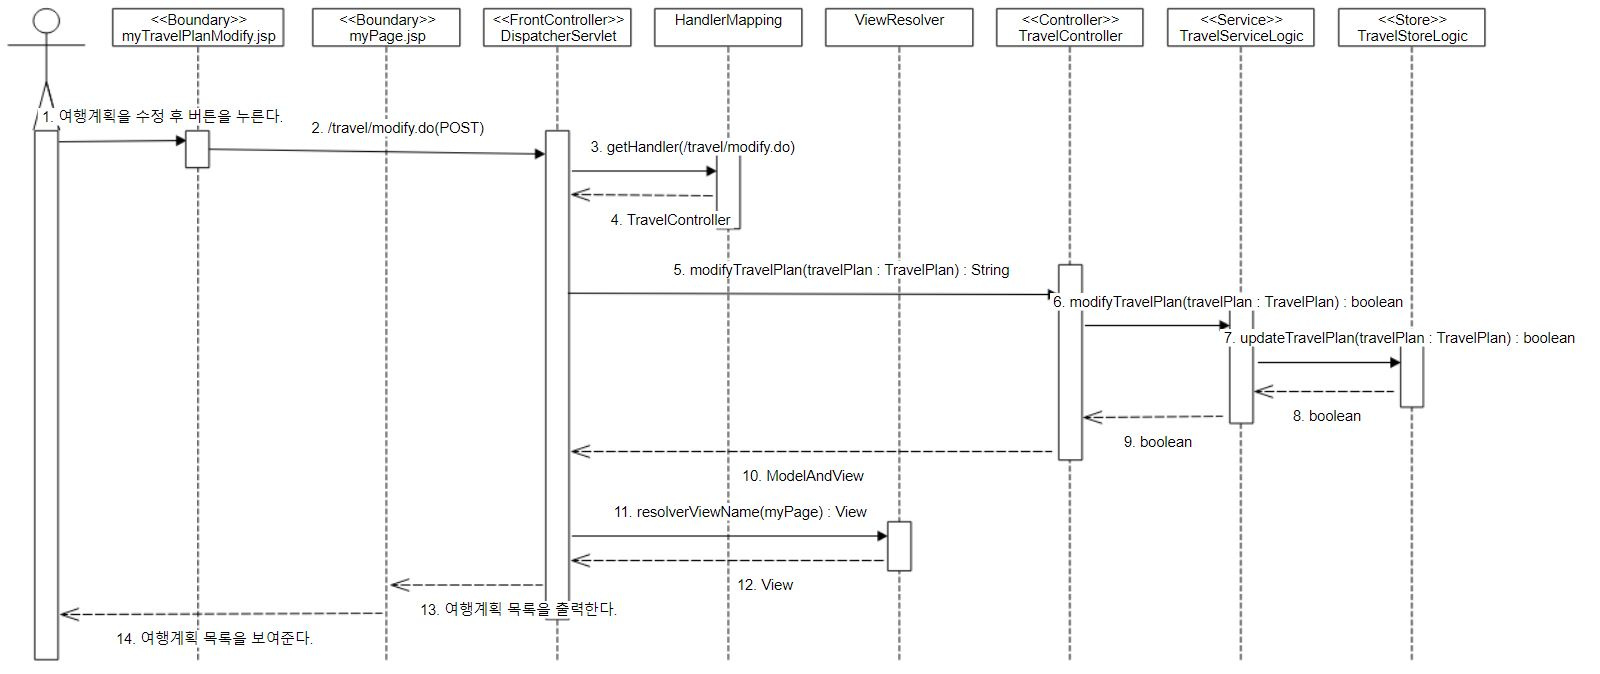 <<Boundary>>
myTravelPlanModify.jsp
<<Boundary>>
myPage.jsp
<<FrontController>>
DispatcherServlet
HandlerMapping
ViewResolver
<<Controller>>
TravelController
<<Service>>
TravelServiceLogic
<<Store>>
TravelStoreLogic
1. 여행계획을 수정 후 버튼을 누른다.
2. /travel/modify.do(POST)
3. getHandler(/travel/modify.do)
4. TravelController
5. modifyTravelPlan(travelPlan : TravelPlan) : String
6. modifyTravelPlan(travelPlan : TravelPlan) : boolean
7. updateTravelPlan(travelPlan : TravelPlan) : boolean
8. boolean
9. boolean
10. ModelAndView
11. resolverViewName(myPage) : View
12. View
13. 여행계획 목록을 출력한다.
14. 여행계획 목록을 보여준다.